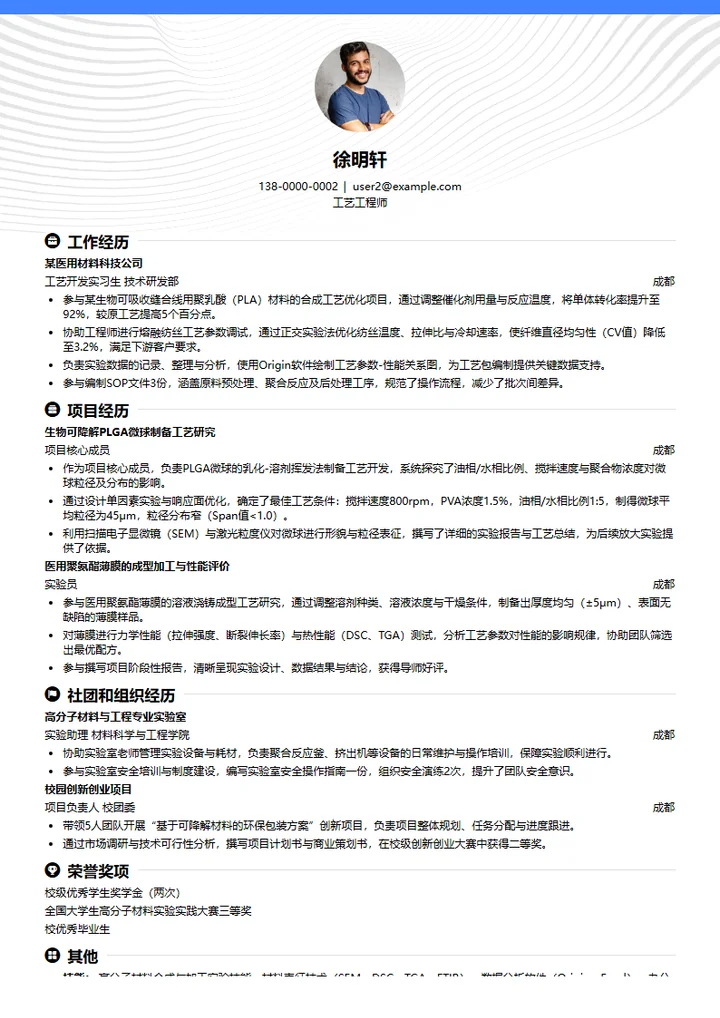 徐明轩
138-0000-0002 | user2@example.com
工艺工程师
工作经历
某医用材料科技公司
工艺开发实习生 技术研发部 成都
• 参与某生物可吸收缝合线用聚乳酸（PLA）材料的合成工艺优化项目，通过调整催化剂用量与反应温度，将单体转化率提升至
92%，较原工艺提高5个百分点。
• 协助工程师进行熔融纺丝工艺参数调试，通过正交实验法优化纺丝温度、拉伸比与冷却速率，使纤维直径均匀性（CV值）降低
至3.2%，满足下游客户要求。
• 负责实验数据的记录、整理与分析，使用Origin软件绘制工艺参数-性能关系图，为工艺包编制提供关键数据支持。
• 参与编制SOP文件3份，涵盖原料预处理、聚合反应及后处理工序，规范了操作流程，减少了批次间差异。
项目经历
生物可降解PLGA微球制备工艺研究
项目核心成员 成都
• 作为项目核心成员，负责PLGA微球的乳化-溶剂挥发法制备工艺开发，系统探究了油相/水相比例、搅拌速度与聚合物浓度对微
球粒径及分布的影响。
• 通过设计单因素实验与响应面优化，确定了最佳工艺条件：搅拌速度800rpm，PVA浓度1.5%，油相/水相比例1:5，制得微球平
均粒径为45μm，粒径分布窄（Span值<1.0）。
• 利用扫描电子显微镜（SEM）与激光粒度仪对微球进行形貌与粒径表征，撰写了详细的实验报告与工艺总结，为后续放大实验提
供了依据。
医用聚氨酯薄膜的成型加工与性能评价
实验员 成都
• 参与医用聚氨酯薄膜的溶液浇铸成型工艺研究，通过调整溶剂种类、溶液浓度与干燥条件，制备出厚度均匀（±5μm）、表面无
缺陷的薄膜样品。
• 对薄膜进行力学性能（拉伸强度、断裂伸长率）与热性能（DSC、TGA）测试，分析工艺参数对性能的影响规律，协助团队筛选
出最优配方。
• 参与撰写项目阶段性报告，清晰呈现实验设计、数据结果与结论，获得导师好评。
社团和组织经历
高分子材料与工程专业实验室
实验助理 材料科学与工程学院 成都
• 协助实验室老师管理实验设备与耗材，负责聚合反应釜、挤出机等设备的日常维护与操作培训，保障实验顺利进行。
• 参与实验室安全培训与制度建设，编写实验室安全操作指南一份，组织安全演练2次，提升了团队安全意识。
校园创新创业项目
项目负责人 校团委 成都
• 带领5人团队开展“基于可降解材料的环保包装方案”创新项目，负责项目整体规划、任务分配与进度跟进。
• 通过市场调研与技术可行性分析，撰写项目计划书与商业策划书，在校级创新创业大赛中获得二等奖。
荣誉奖项
校级优秀学生奖学金（两次）
全国大学生高分子材料实验实践大赛三等奖
校优秀毕业生
其他